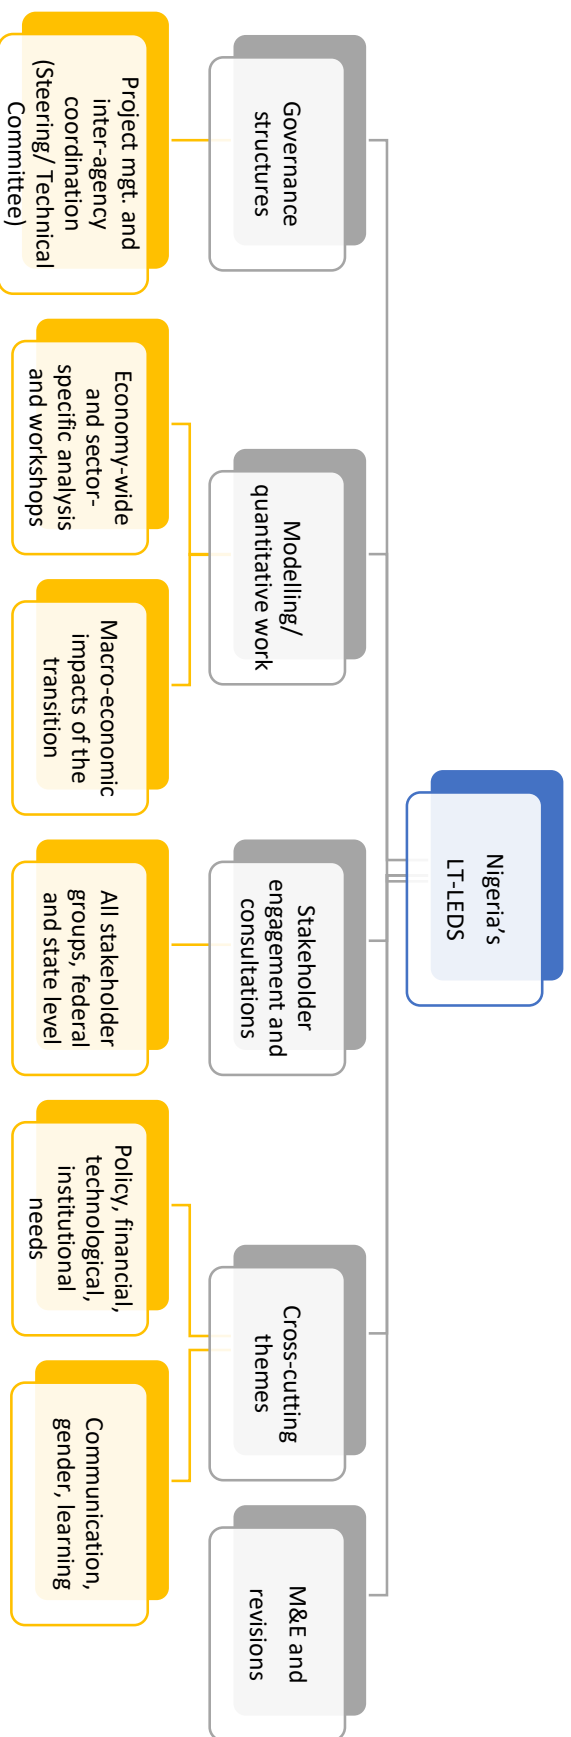 Nigeria’s
LT-LEDS
Governance
structures
Modelling/
quantitative work
Stakeholder
engagement and
consultations
Cross-cutting
themes
M&E and
revisions
Project mgt. and
inter-agency
coordination
(Steering/ Technical
Committee)
Economy-wide
and sector-
specific analysis
and workshops
Macro-economic
impacts of the
transition
All stakeholder
groups, federal
and state level
Policy, financial,
technological,
institutional
needs
Communication,
gender, learning